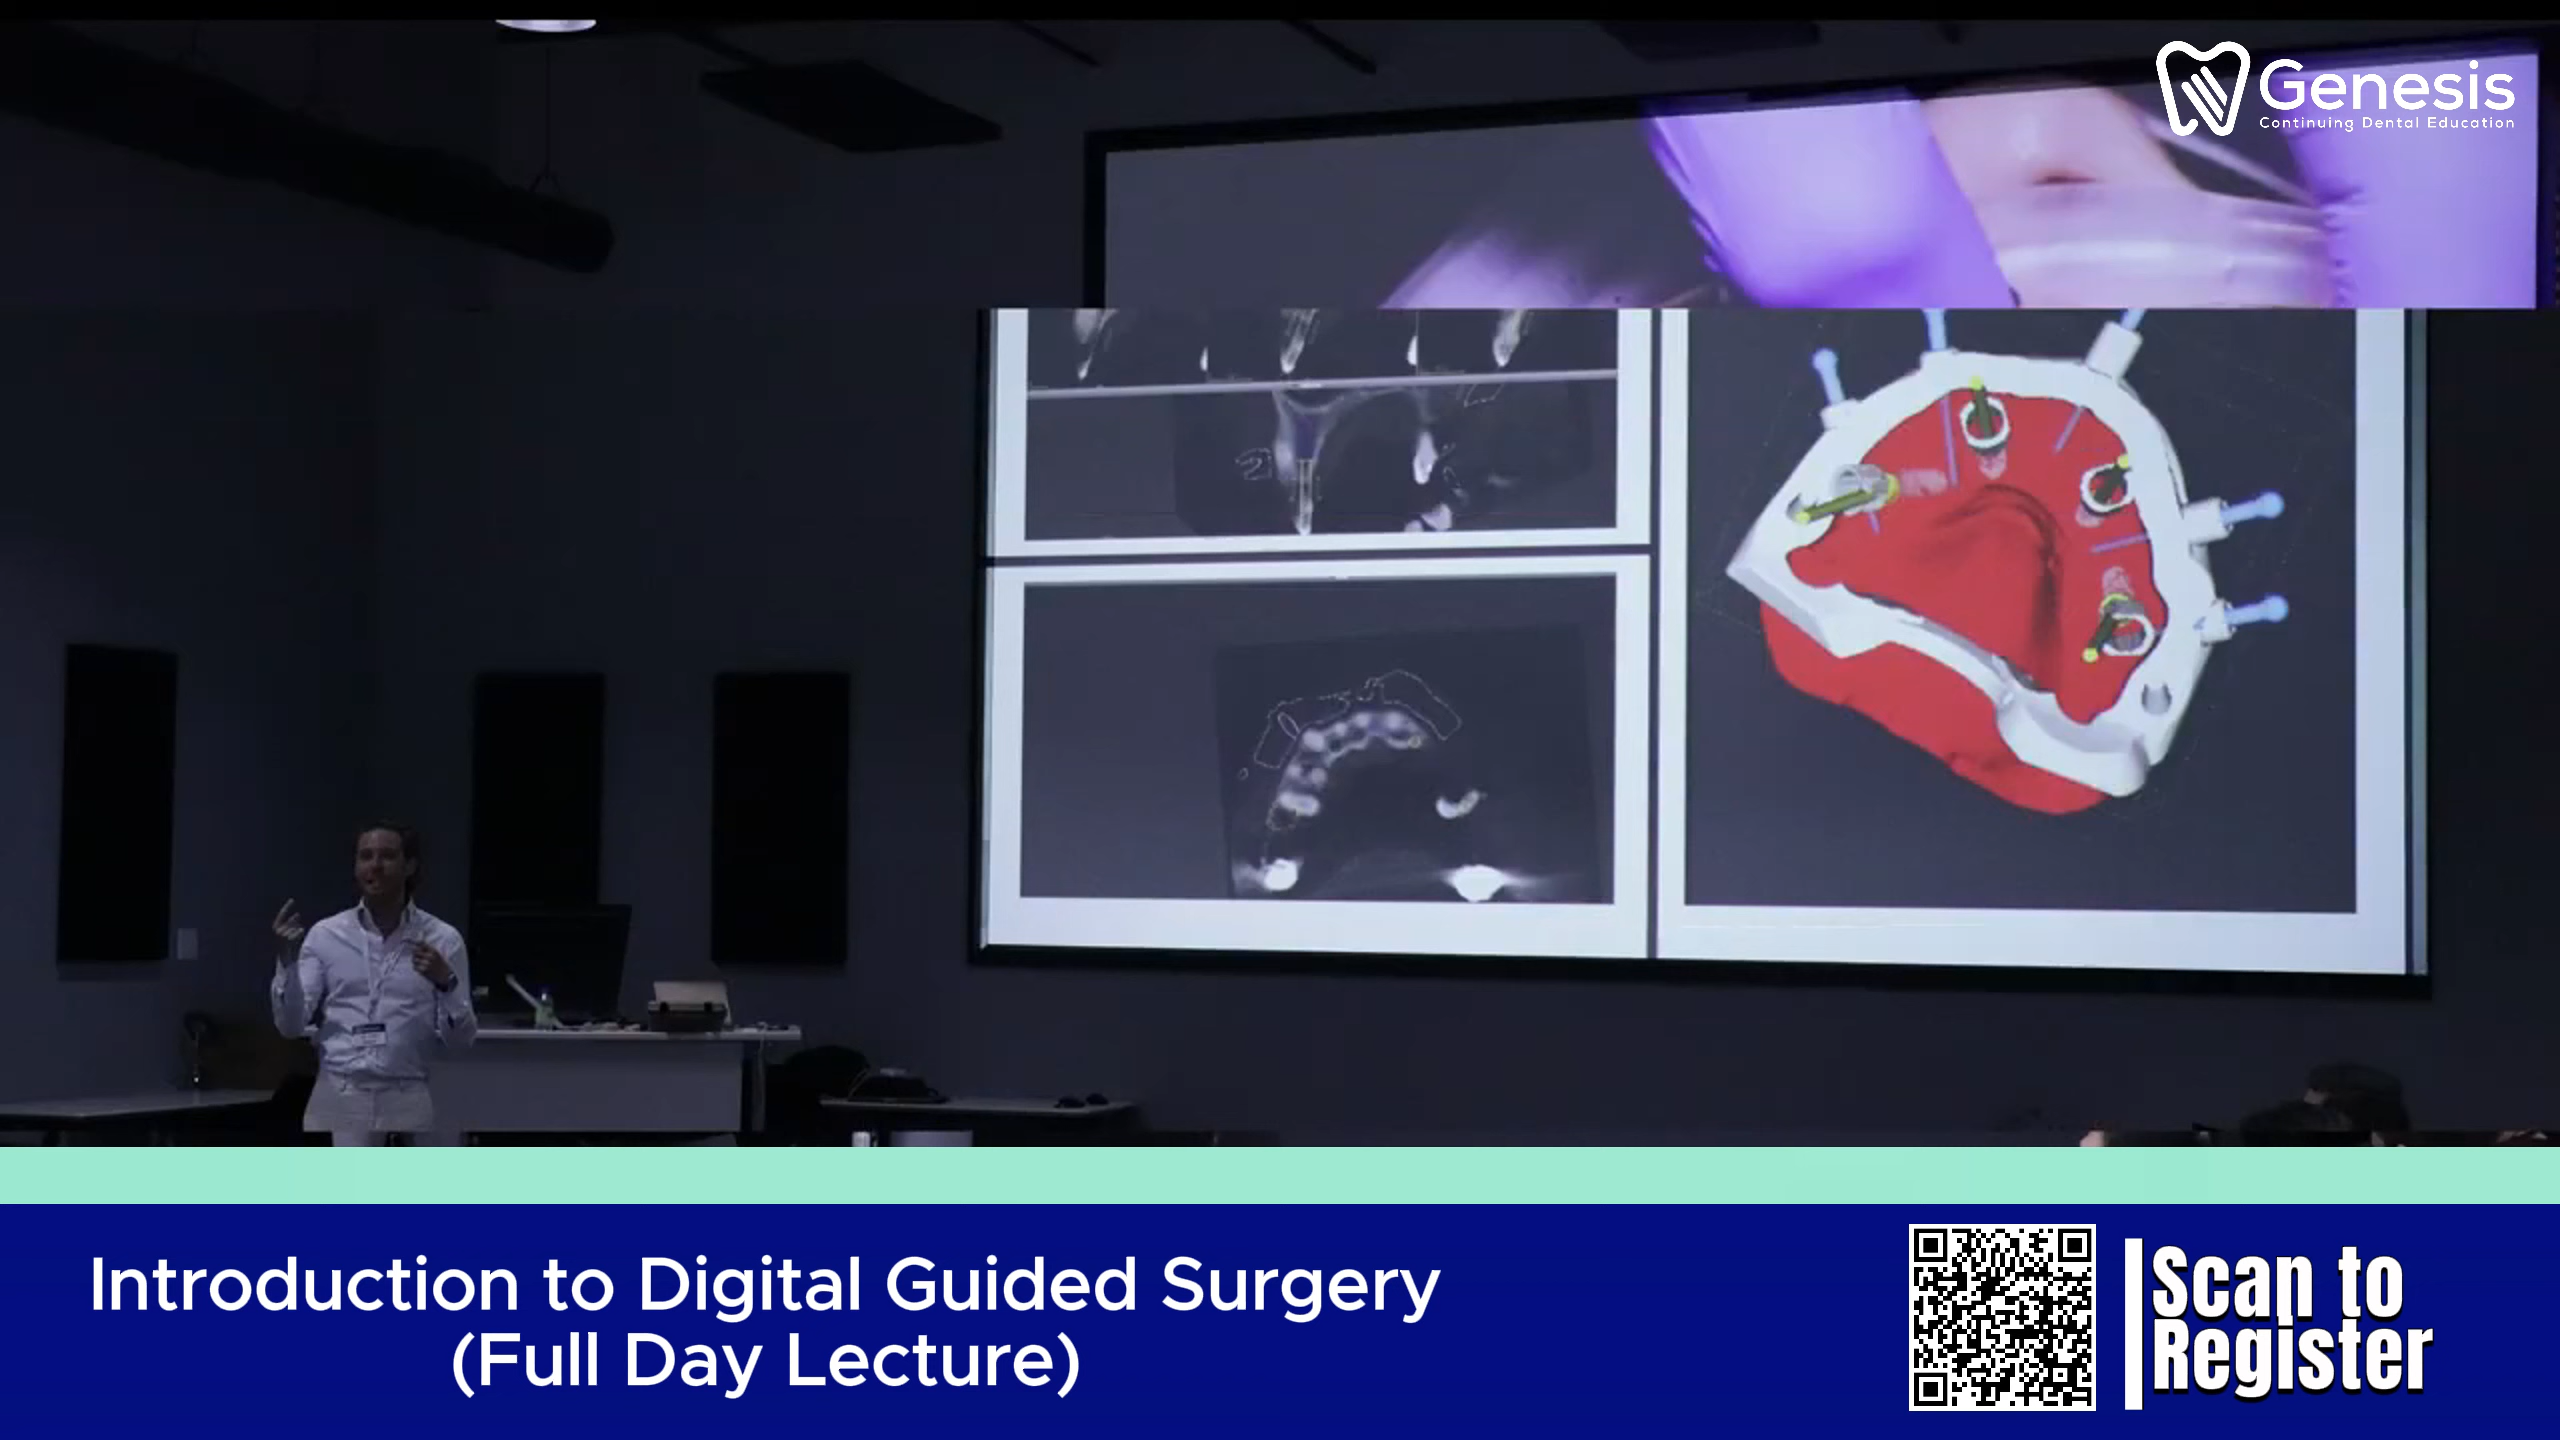 Genesis
Continuing Dental Education
Introduction to Digital Guided Surgery
(Full Day Lecture)
Scan to
Register